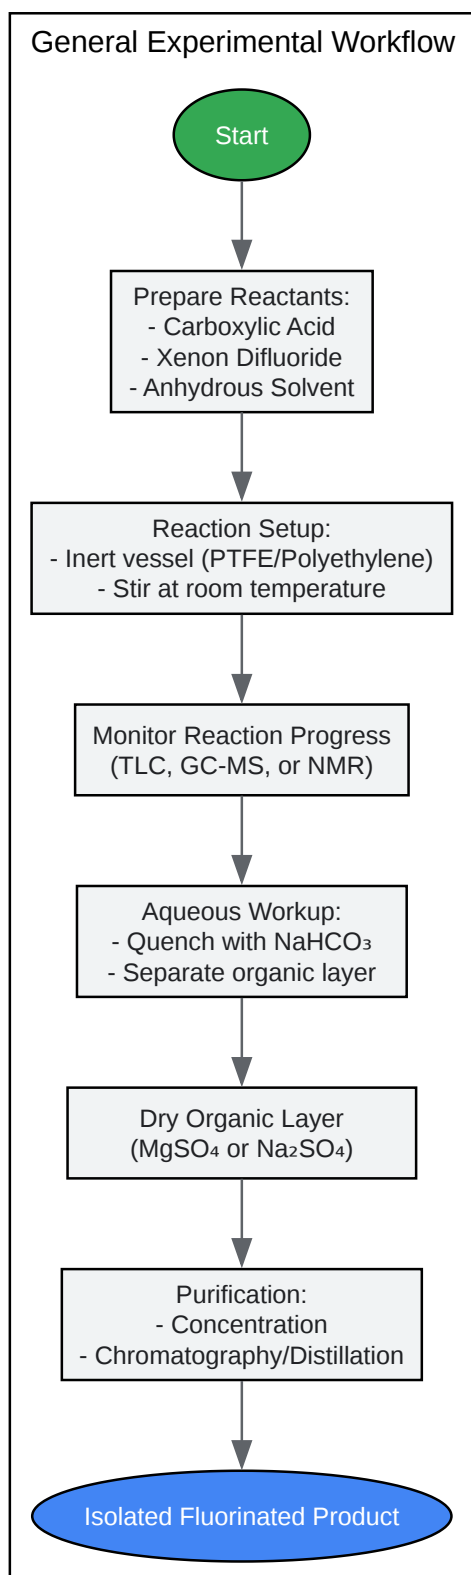 General Experimental Workflow
Start
Prepare Reactants:
- Carboxylic Acid
- Xenon Difluoride
- Anhydrous Solvent
Reaction Setup:
- Inert vessel (PTFE/Polyethylene)
- Stir at room temperature
Monitor Reaction Progress
(TLC, GC-MS, or NMR)
Aqueous Workup:
- Quench with NaHCO₃
- Separate organic layer
Dry Organic Layer
(MgSO₄ or Na₂SO₄)
Purification:
- Concentration
- Chromatography/Distillation
Isolated Fluorinated Product